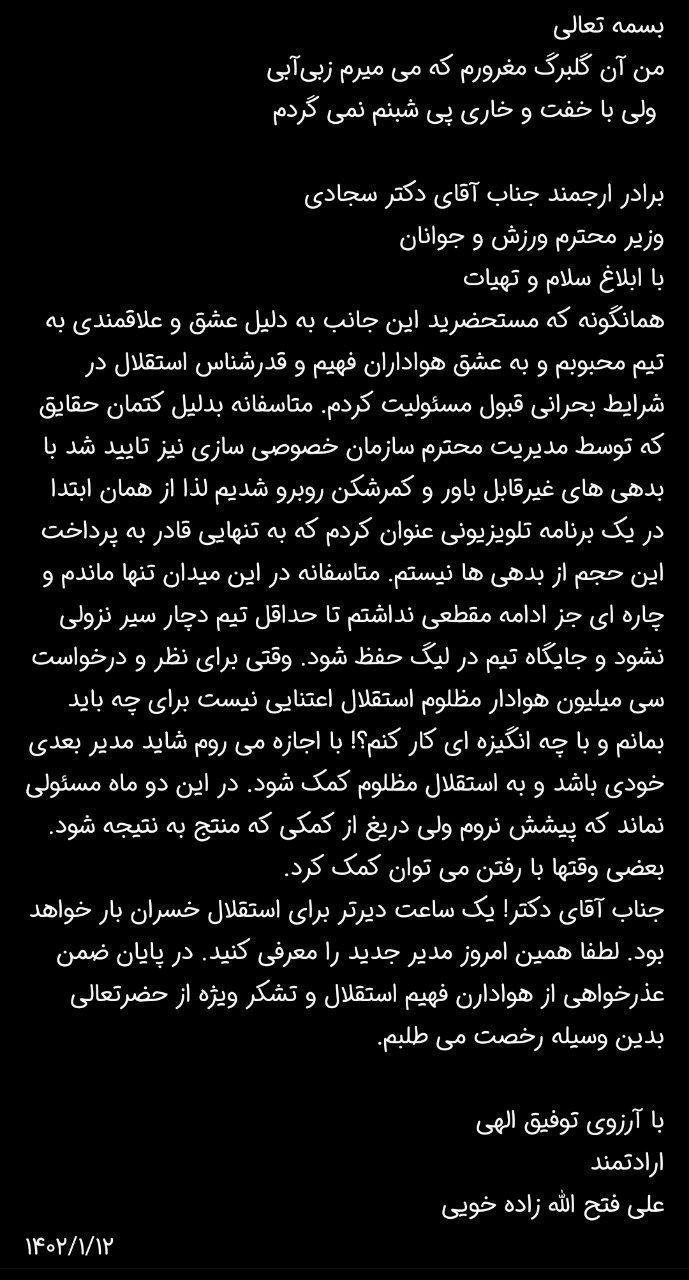 بسمه تعالی
من آن گلبرگ مغرورم که می میرم زبی‌آبی
ولی با خفت و خاری پی شبنم نمی گردم
برادر ارجمند جناب آقای دکتر سجادی
وزیر محترم ورزش و جوانان
با ابلاغ سلام و تهیات
همانگونه که مستحضرید این جانب به دلیل عشق و علاقمندی به
تیم محبوبم و به عشق هواداران فهیم و قدرشناس استقلال در
شرایط بحرانی قبول مسئولیت کردم. متاسفانه بدلیل کتمان حقایق
که توسط مدیریت محترم سازمان خصوصی سازی نیز تایید شد با
بدهی های غیرقابل باور و کمرشکن روبرو شدیم لذا از همان ابتدا
در یک برنامه تلویزیونی عنوان کردم که به تنهایی قادر به پرداخت
این حجم از بدهی ها نیستم. متاسفانه در این میدان تنها ماندم و
چاره ای جز ادامه مقطعی نداشتم تا حداقل تیم دچار سیر نزولی
نشود و جایگاه تیم در لیگ حفظ شود. وقتی برای نظر و درخواست
سی میلیون هوادار مظلوم استقلال اعتنایی نیست برای چه باید
بمانم و با چه انگیزه ای کار کنم؟! با اجازه می روم شاید مدیر بعدی
خودی باشد و به استقلال مظلوم کمک شود. در این دو ماه مسئولی
نماند که پیشش نروم ولی دریغ از کمکی که منتج به نتیجه شود.
بعضی وقتها با رفتن می توان کمک کرد.
جناب آقای دکتر! یک ساعت دیرتر برای استقلال خسران بار خواهد
بود. لطفا همین امروز مدیر جدید را معرفی کنید. در پایان ضمن
عذرخواهی از هوادارن فهیم استقلال و تشکر ویژه از حضرتعالی
بدین وسیله رخصت می طلبم.
با آرزوی توفیق الهی
ارادتمند
علی فتح الله زاده خویی
۱۴۰۲/۱/۱۲